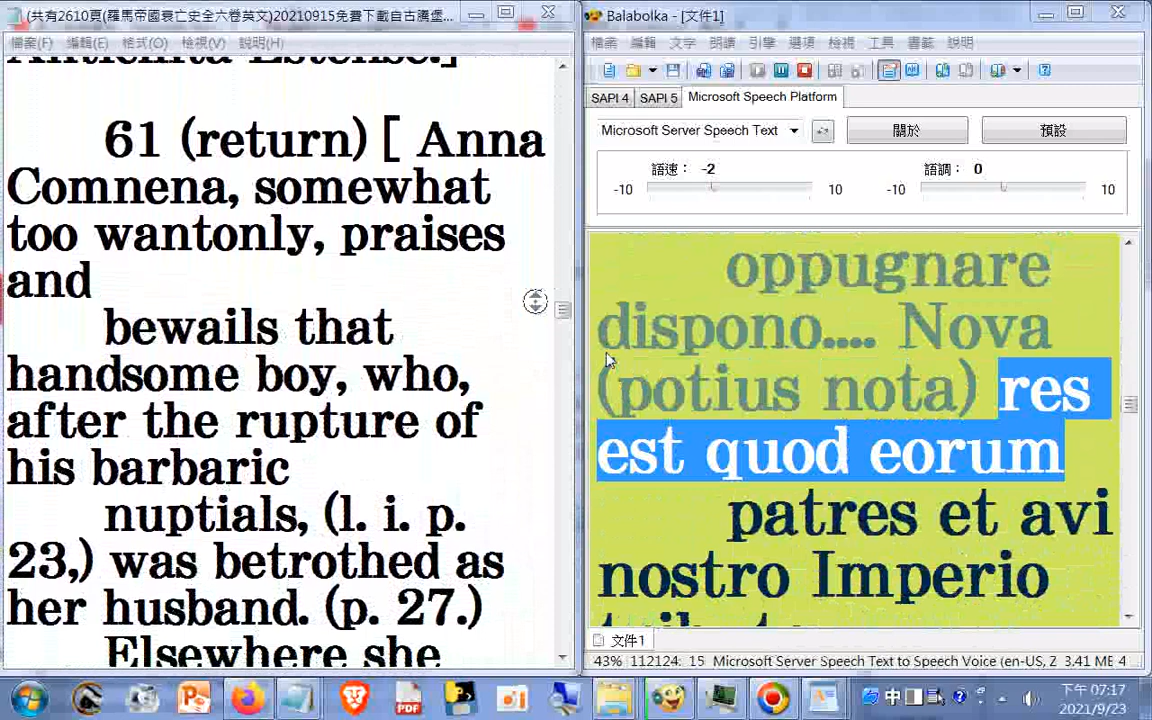 (共有2610頁(羅馬帝國衰亡史全六卷英文)20210915免費下載自古騰堡...
檔案(F) 編輯(E) 格式(O) 檢視(V) 說明(H)
Antichita Estense.]
61 (return) [ Anna
Comnena, somewhat
too wantonly, praises
and
bewails that
handsome boy, who,
after the rupture of
his barbaric
nuptials, (l. i. p.
23,) was betrothed as
her husband. (p. 27.)
Elsewhere she
Balabolka - [文件1]
檔案 編輯 文字 朗讀 引擎 選項 檢視 工具 書籤 說明
SAPI 4 SAPI 5 Microsoft Speech Platform
Microsoft Server Speech Text 關於 預設
語速： -2 語調： 0
-10 10 -10 10
oppugnare
dispono.... Nova
(potius nota) res
est quod eorum
patres et avi
nostro Imperio
文件1
43% 112124: 15 Microsoft Server Speech Text to Speech Voice (en-US, Z 3.41 ME 4
中 下午 07:17
2021/9/23